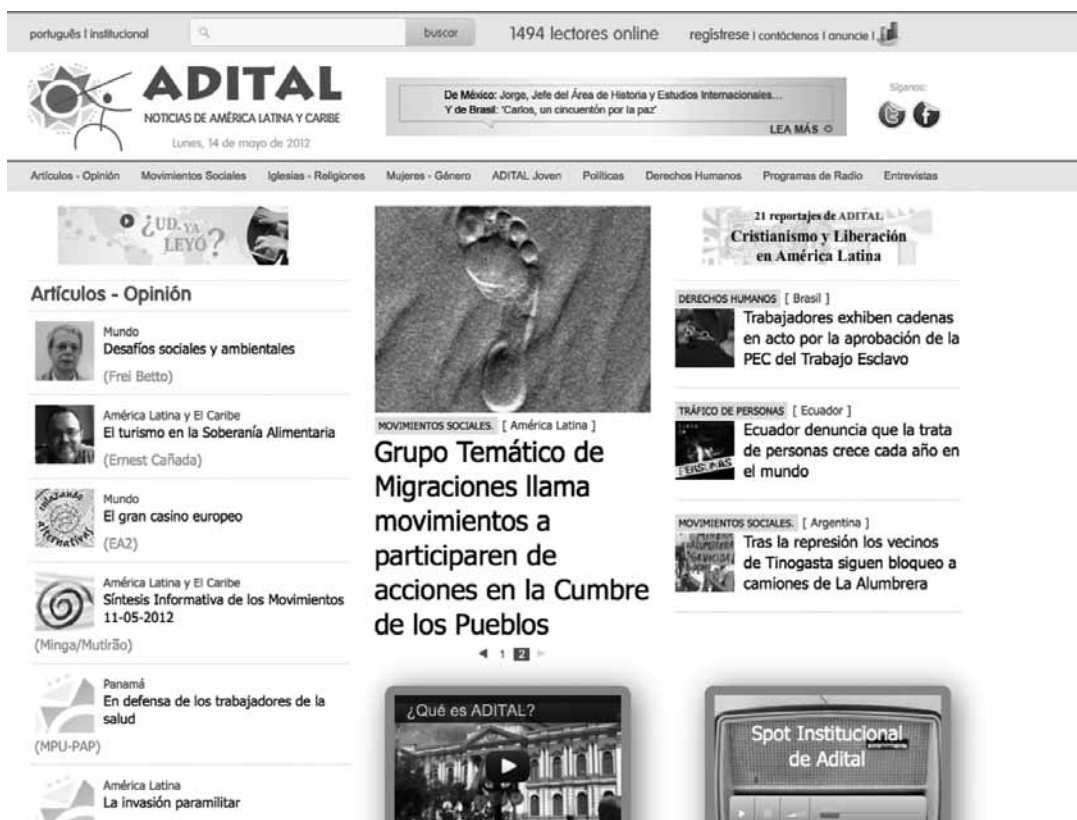 português | institucional
buscar
1494 lectores online
regístrese | contáctenos | anuncie |
ADITAL
NOTICIAS DE AMÉRICA LATINA Y CARIBE
Lunes, 14 de mayo de 2012
De México: Jorge, Jefe del Área de Historia y Estudios Internacionales...
Y de Brasil: 'Carlos, un cincuentón por la paz'
LEA MÁS
Síganos:
Artículos - Opinión
Movimientos Sociales
Iglesias - Religiones
Mujeres - Género
ADITAL Joven
Políticas
Derechos Humanos
Programas de Radio
Entrevistas
¿UD. YA
LEYÓ?
Artículos - Opinión
Mundo
Desafíos sociales y ambientales
(Frei Betto)
América Latina y El Caribe
El turismo en la Soberanía Alimentaria
(Ernest Cañada)
Mundo
El gran casino europeo
(EA2)
América Latina y El Caribe
Síntesis Informativa de los Movimientos
11-05-2012
(Minga/Mutirão)
Panamá
En defensa de los trabajadores de la
salud
(MPU-PAP)
América Latina
La invasión paramilitar
MOVIMIENTOS SOCIALES. [ América Latina ]
Grupo Temático de
Migraciones llama
movimientos a
participaren de
acciones en la Cumbre
de los Pueblos
1 2
¿Qué es ADITAL?
21 reportajes de ADITAL
Cristianismo y Liberación
en América Latina
DERECHOS HUMANOS [ Brasil ]
Trabajadores exhiben cadenas
en acto por la aprobación de la
PEC del Trabajo Esclavo
TRÁFICO DE PERSONAS [ Ecuador ]
Ecuador denuncia que la trata
de personas crece cada año en
el mundo
PERSONAS
MOVIMIENTOS SOCIALES. [ Argentina ]
Tras la represión los vecinos
de Tinogasta siguen bloqueo a
camiones de La Alumbrera
Spot Institucional
de Adital